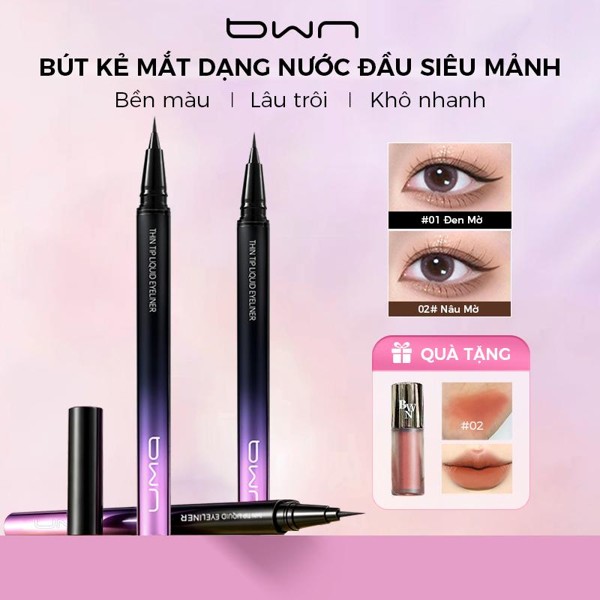 bwn
BÚT KẺ MẮT DẠNG NƯỚC ĐẦU SIÊU MẢNH
Bền màu | Lâu trôi | Khô nhanh
#01 Đen Mờ
02# Nâu Mờ
QUÀ TẶNG
BWN
#02
THIN TIP LIQUID EYELINER
bwn
THIN TIP LIQUID EYELINER
bwn
THIN TIP LIQUID EYELINER